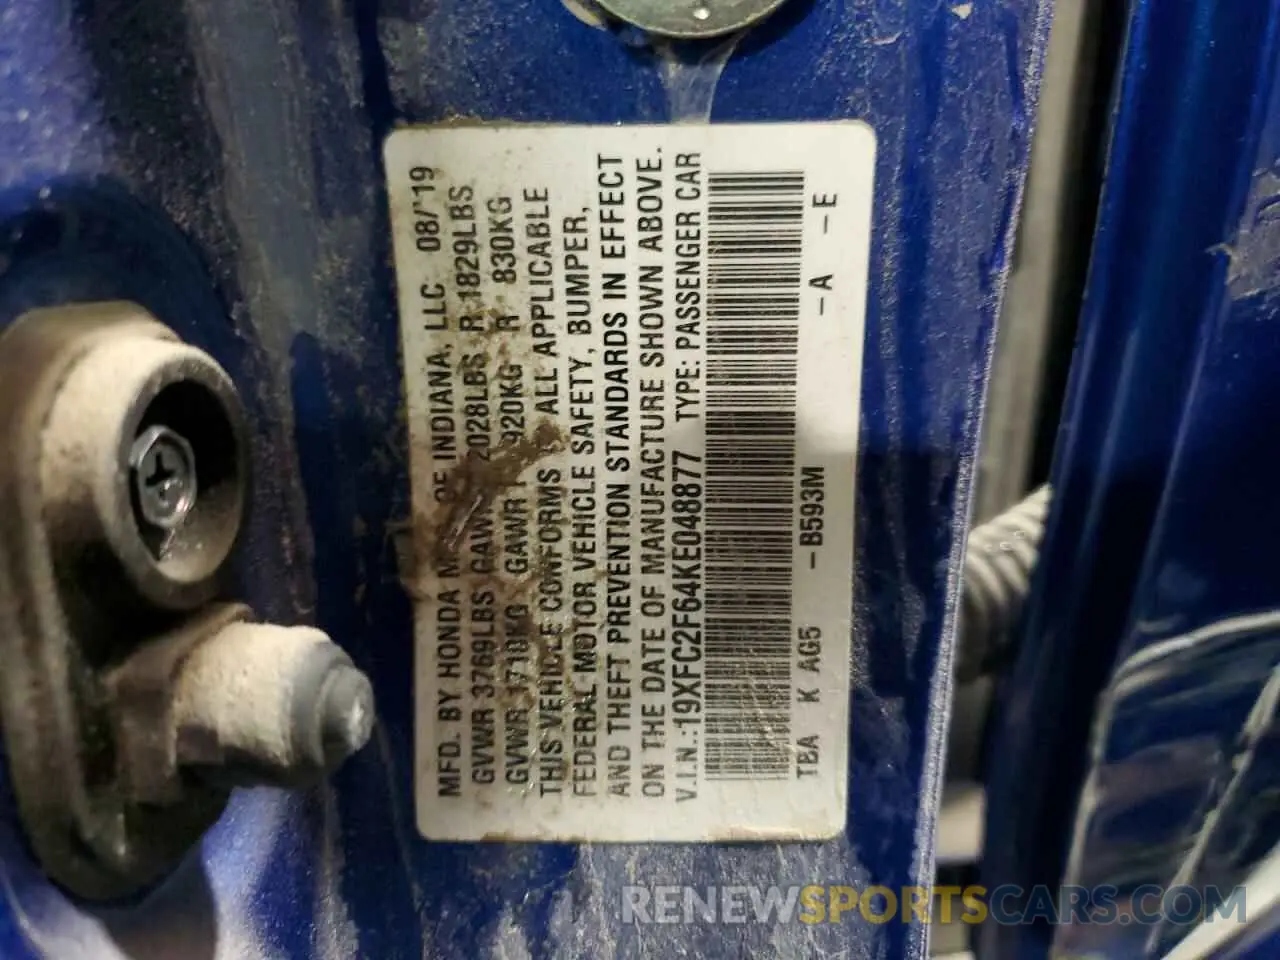 MFD. BY HONDA M OF INDIANA, LLC 08/'19
GVWR 3769LBS GAWR 2028LBS R 1829LBS
GVWR 1710KG GAWR 920KG R 830KG
THIS VEHICLE CONFORMS ALL APPLICABLE
FEDERAL MOTOR VEHICLE SAFETY, BUMPER,
AND THEFT PREVENTION STANDARDS IN EFFECT
ON THE DATE OF MANUFACTURE SHOWN ABOVE.
V.I.N.:19XFC2F64KE048877 TYPE: PASSENGER CAR
TBA K AG5 -B593M -A -E
RENEWSPORTSCARS.COM